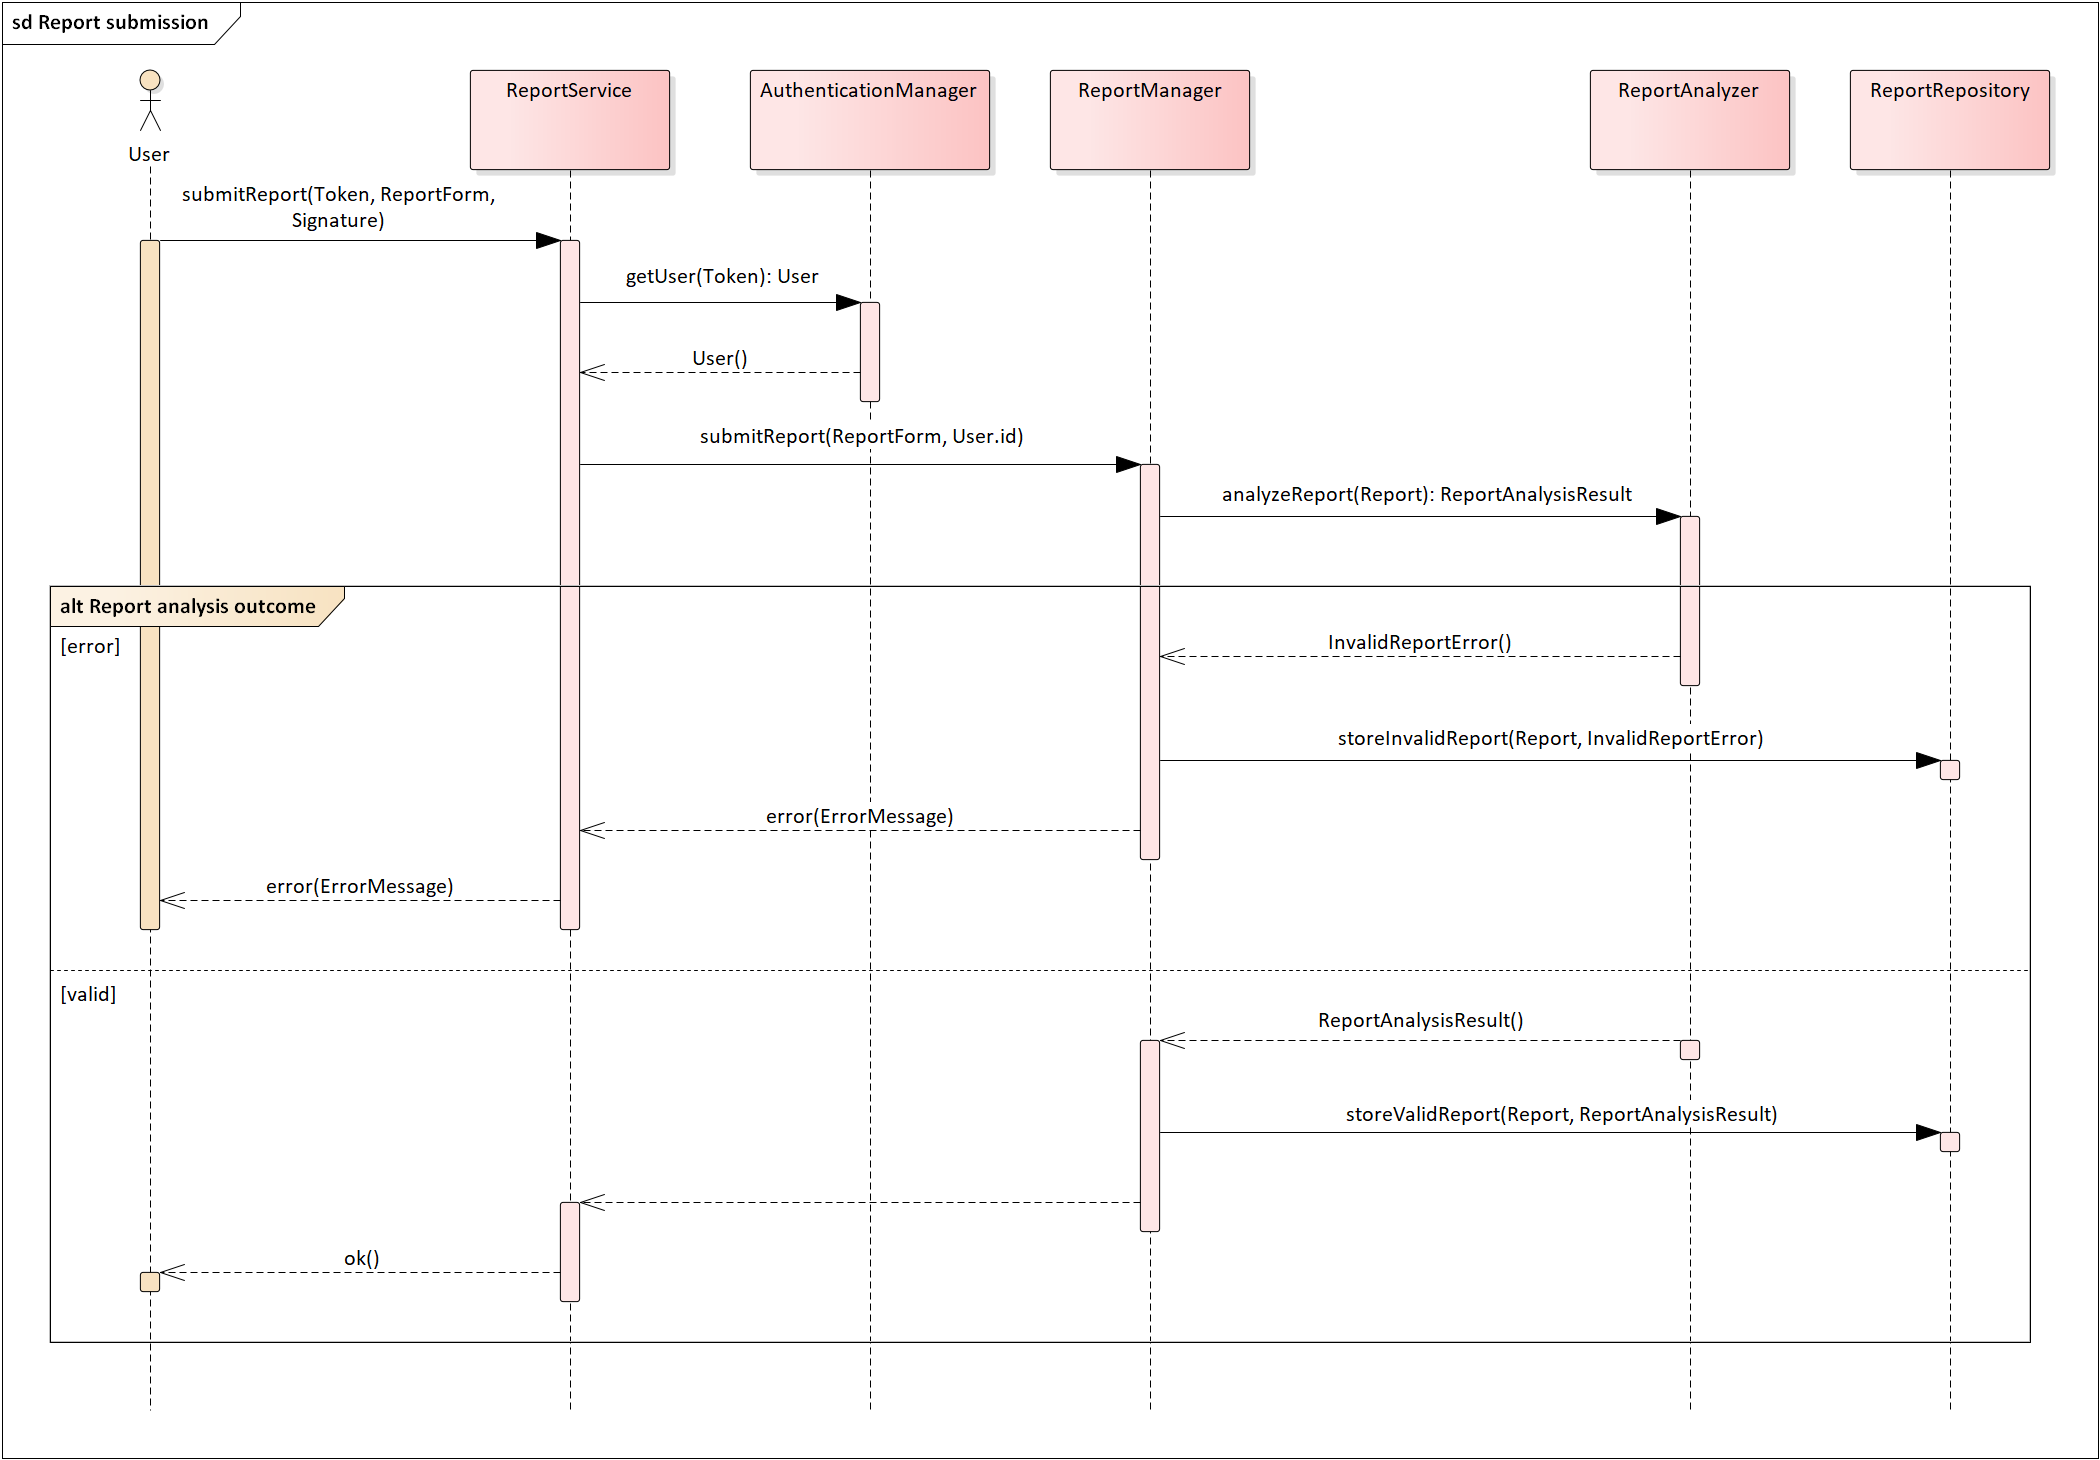 sd Report submission
User
ReportService
AuthenticationManager
ReportManager
ReportAnalyzer
ReportRepository
submitReport(Token, ReportForm,
Signature)
getUser(Token): User
User()
submitReport(ReportForm, User.id)
analyzeReport(Report): ReportAnalysisResult
alt Report analysis outcome
[error]
InvalidReportError()
storeInvalidReport(Report, InvalidReportError)
error(ErrorMessage)
error(ErrorMessage)
[valid]
ReportAnalysisResult()
storeValidReport(Report, ReportAnalysisResult)
ok()